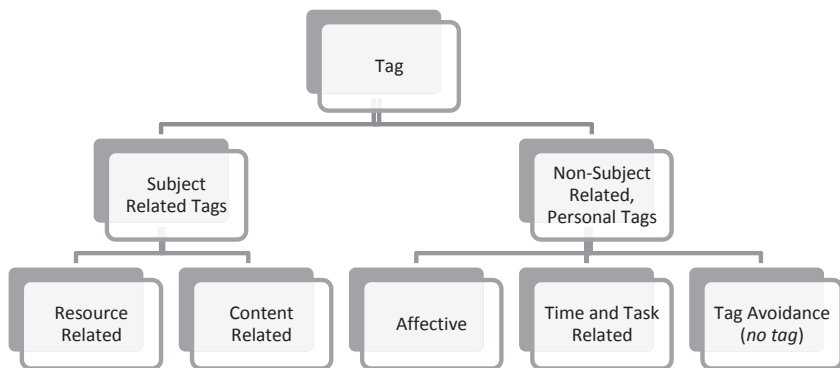 Tag
Subject
Related Tags
Non-Subject
Related,
Personal Tags
Resource
Related
Content
Related
Affective
Time and Task
Related
Tag Avoidance
(no tag)